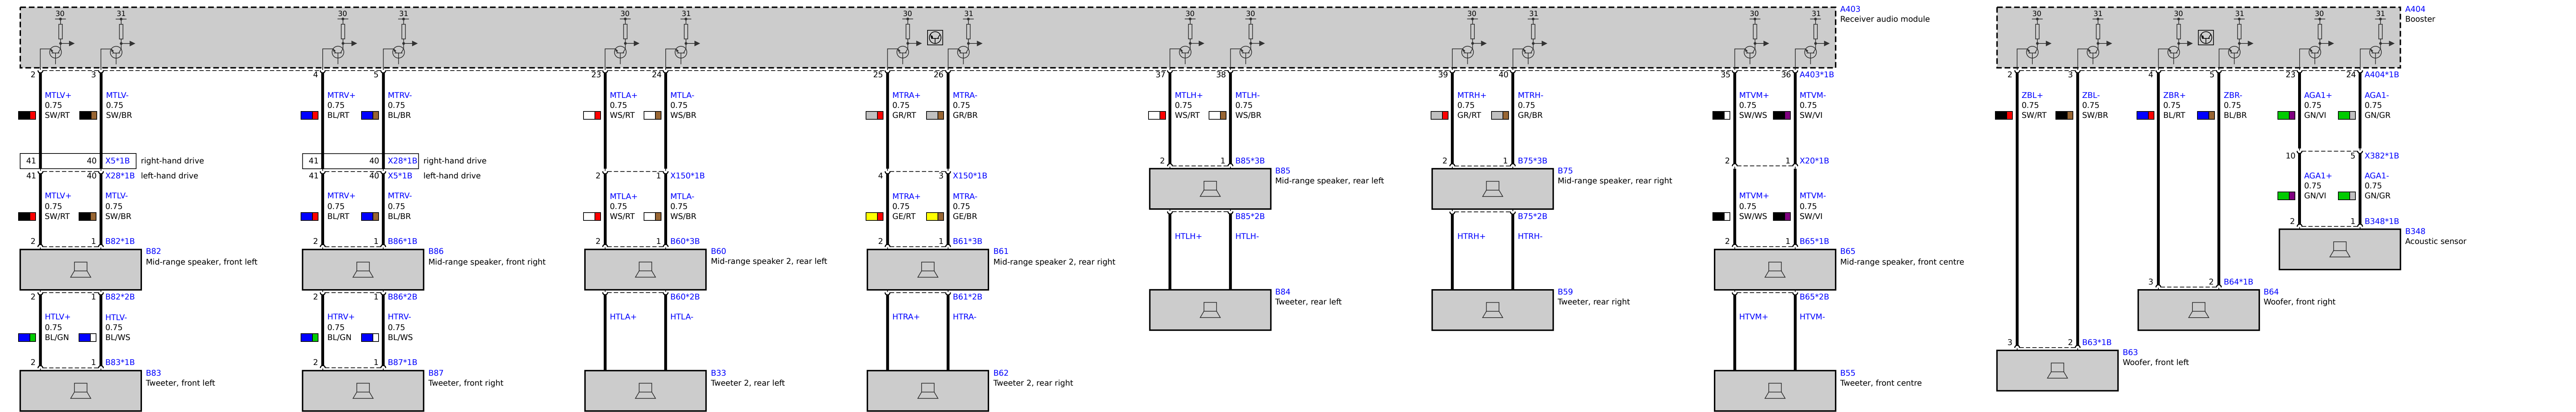 30 31 30 31 30 31 30 31 30 31 30 31 30 31 A403 30 31 30 31 30 31 A404
Receiver audio module Booster
2 3 4 5 23 24 25 26 37 38 39 40 35 36 A403*1B 2 3 4 5 23 24 A404*1B
MTLV+ MTLV- MTRV+ MTRV- MTLA+ MTLA- MTRA+ MTRA- MTLH+ MTLH- MTRH+ MTRH- MTVM+ MTVM- ZBL+ ZBL- ZBR+ ZBR- AGA1+ AGA1-
0.75 0.75 0.75 0.75 0.75 0.75 0.75 0.75 0.75 0.75 0.75 0.75 0.75 0.75 0.75 0.75 0.75 0.75 0.75 0.75
SW/RT SW/BR BL/RT BL/BR WS/RT WS/BR GR/RT GR/BR WS/RT WS/BR GR/RT GR/BR SW/WS SW/VI SW/RT SW/BR BL/RT BL/BR GN/VI GN/GR
10 5 X382*1B
41 40 X5*1B right-hand drive 41 40 X28*1B right-hand drive 2 1 B85*3B 2 1 B75*3B 2 1 X20*1B
B85 B75
41 40 X28*1B left-hand drive 41 40 X5*1B left-hand drive 2 1 X150*1B 4 3 X150*1B AGA1+ AGA1-
Mid-range speaker, rear left Mid-range speaker, rear right
0.75 0.75
MTLV+ MTLV- MTRV+ MTRV- MTLA+ MTLA- MTRA+ MTRA- MTVM+ MTVM- GN/VI GN/GR
0.75 0.75 0.75 0.75 0.75 0.75 0.75 0.75 0.75 0.75
SW/RT SW/BR BL/RT BL/BR WS/RT WS/BR GE/RT GE/BR B85*2B B75*2B SW/WS SW/VI
2 1 B348*1B
B348
HTLH+ HTLH- HTRH+ HTRH-
2 1 B82*1B 2 1 B86*1B 2 1 B60*3B 2 1 B61*3B 2 1 B65*1B Acoustic sensor
B82 B86 B60 B61 B65
Mid-range speaker, front left Mid-range speaker, front right Mid-range speaker 2, rear left Mid-range speaker 2, rear right Mid-range speaker, front centre
3 2 B64*1B
B84 B59 B64
2 1 B82*2B 2 1 B86*2B B60*2B B61*2B B65*2B
Tweeter, rear left Tweeter, rear right Woofer, front right
HTLV+ HTLV- HTRV+ HTRV- HTLA+ HTLA- HTRA+ HTRA- HTVM+ HTVM-
0.75 0.75 0.75 0.75
BL/GN BL/WS BL/GN BL/WS
3 2 B63*1B
B63
2 1 B83*1B 2 1 B87*1B Woofer, front left
B83 B87 B33 B62 B55
Tweeter, front left Tweeter, front right Tweeter 2, rear left Tweeter 2, rear right Tweeter, front centre